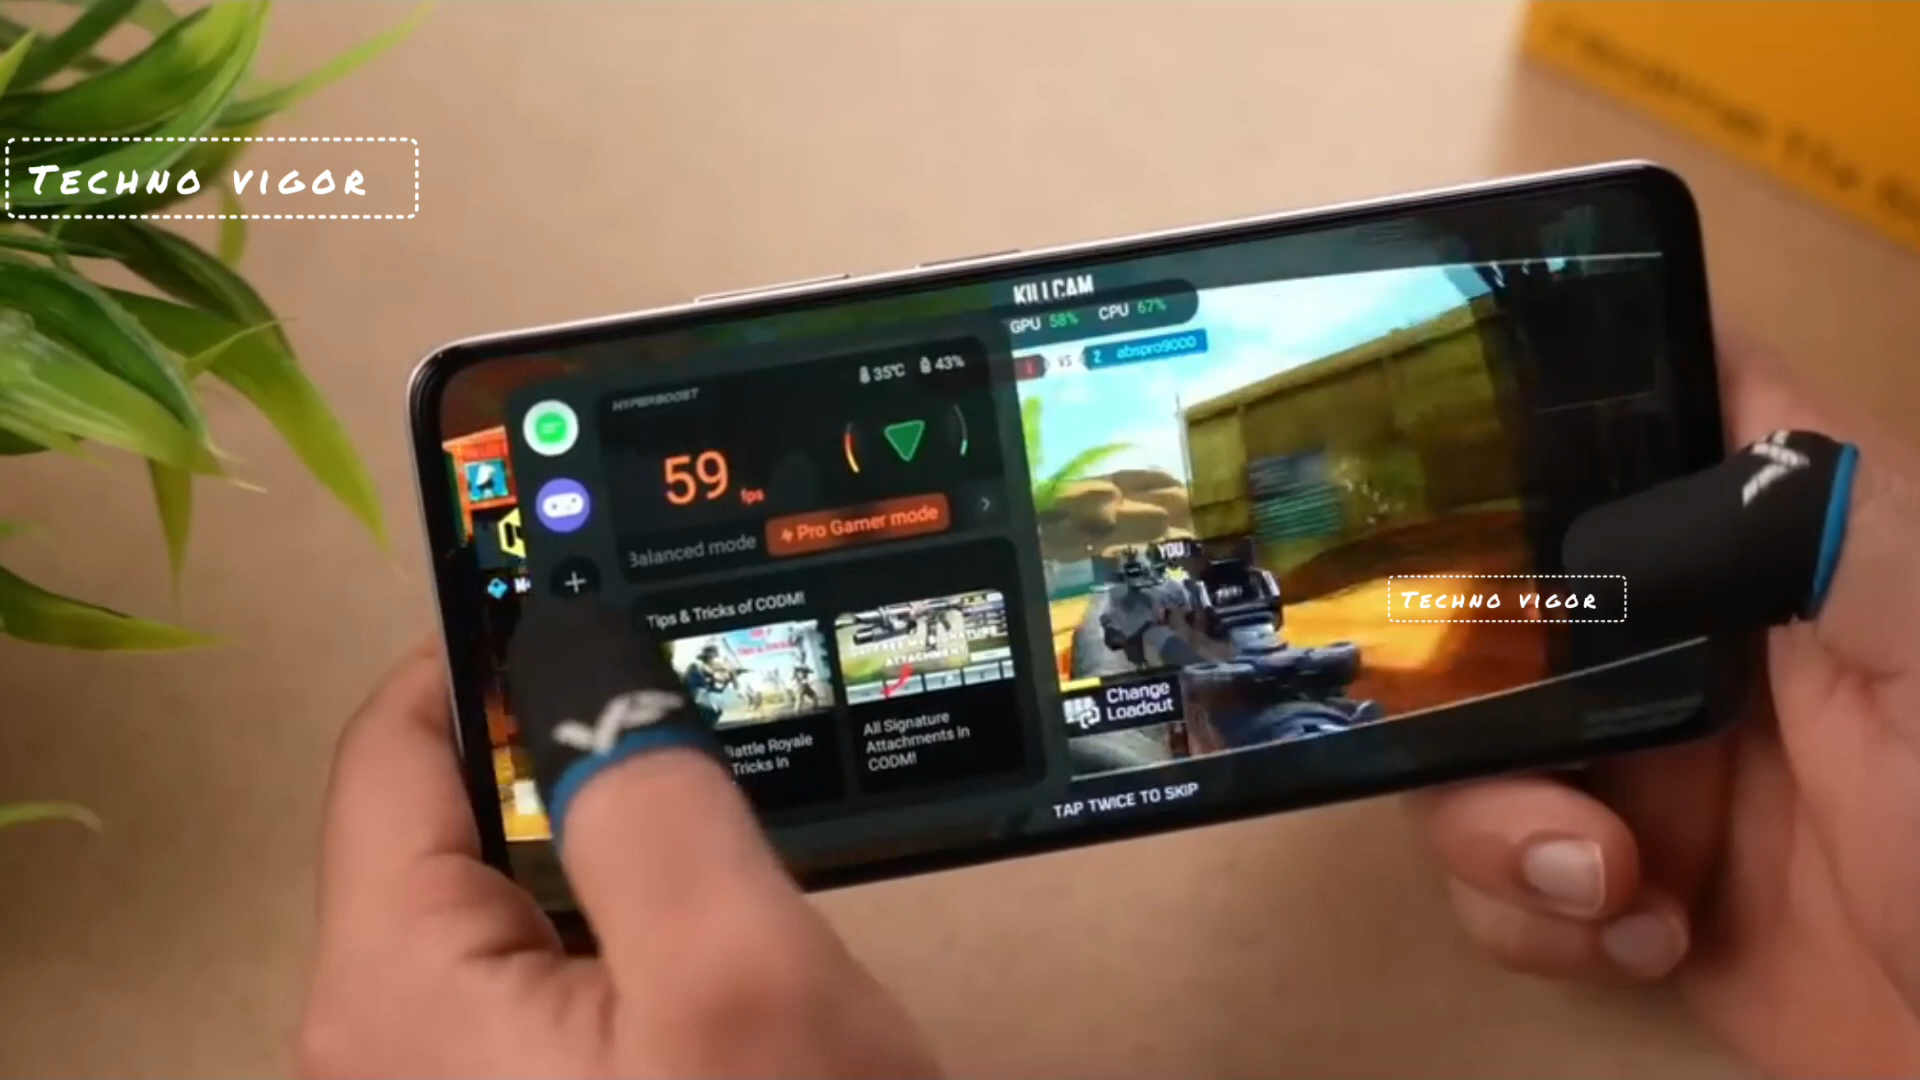 TECHNO VIGOR
KILLCAM
GPU 58% CPU 67%
VS 2 abspro9000
HYPERBOOST
35°C 43%
59 fps
Balanced mode Pro Gamer mode
YOU
TECHNO VIGOR
Tips & Tricks of CODM!
SIGNATURE
ATTACHMENT
Battle Royale
Tricks In
All Signature
Attachments In
CODM!
Change
Loadout
TAP TWICE TO SKIP